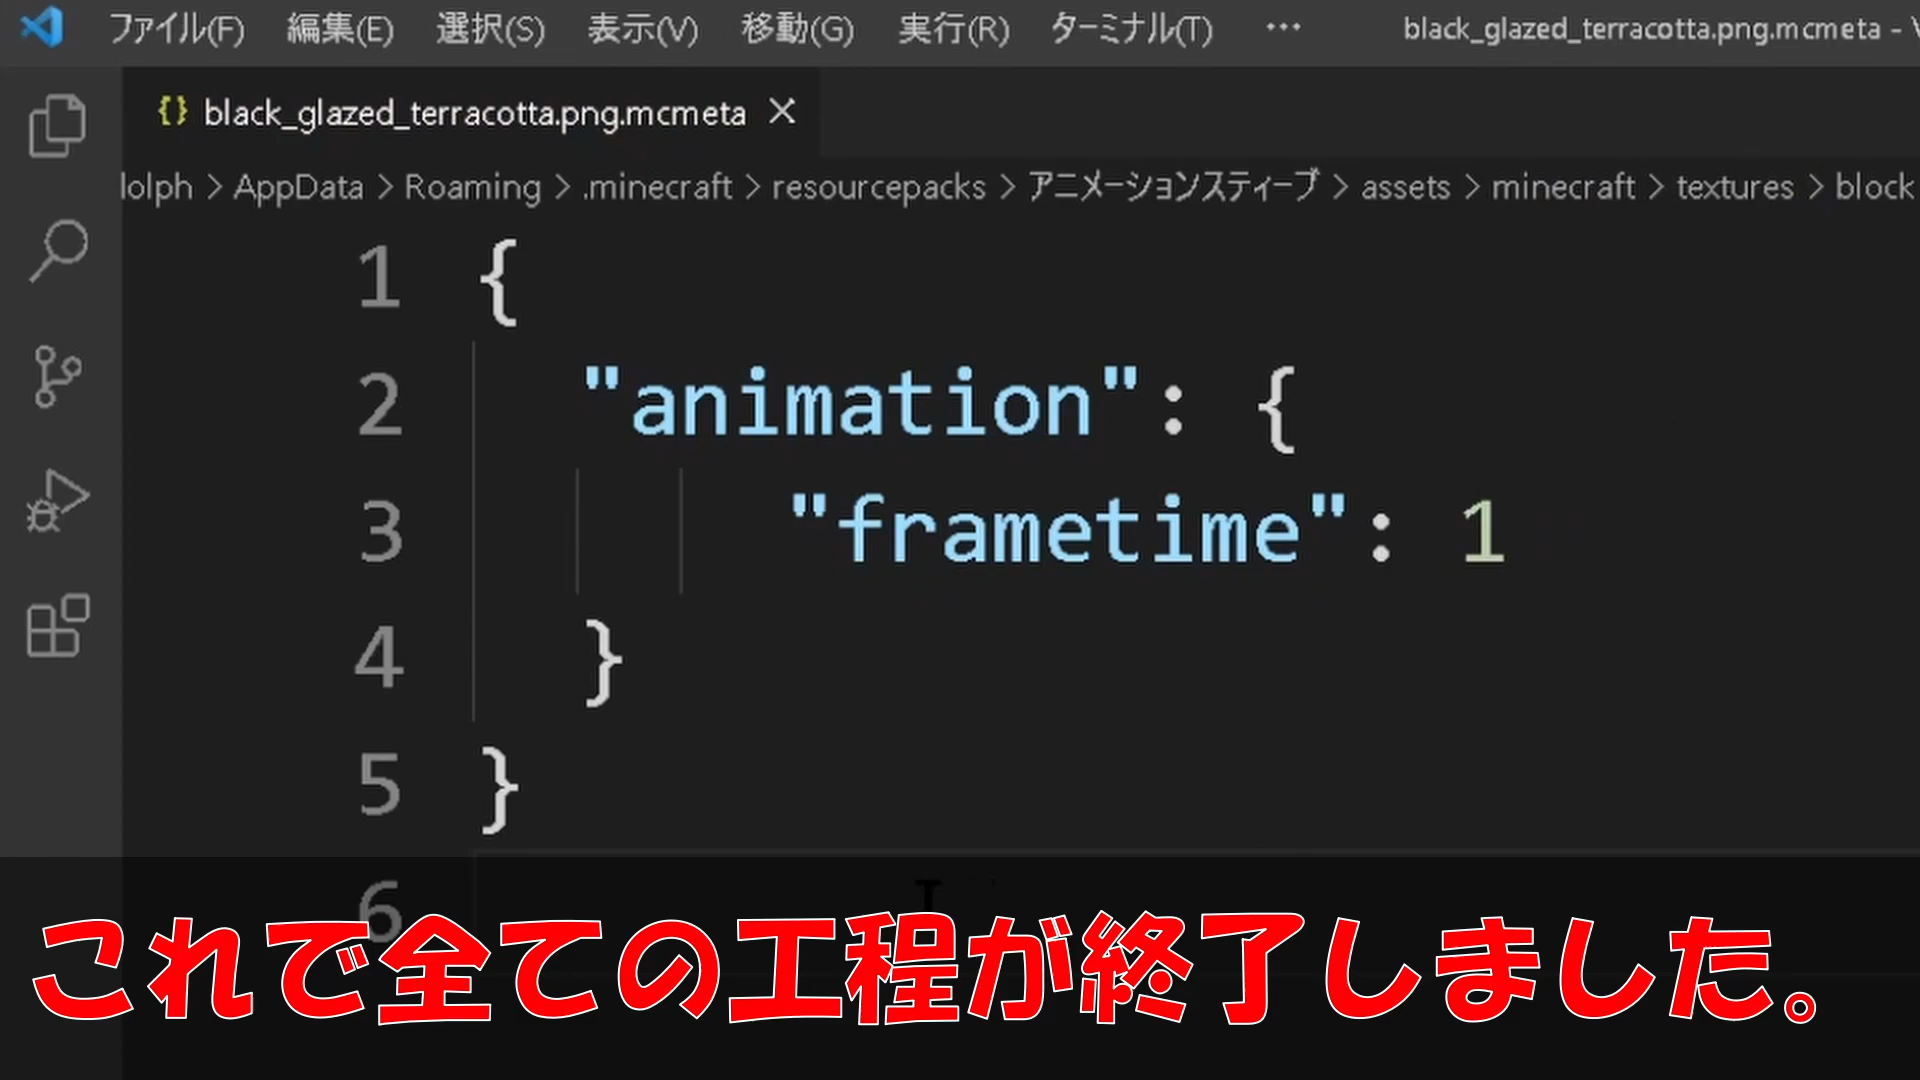 ファイル(F) 編集(E) 選択(S) 表示(V) 移動(G) 実行(R) ターミナル(T) ··· black_glazed_terracotta.png.mcmeta -
{} black_glazed_terracotta.png.mcmeta ×
lolph > AppData > Roaming > .minecraft > resourcepacks > アニメーションスティーブ > assets > minecraft > textures > block
1 {
2 "animation": {
3 "frametime": 1
4 }
5 }
6
これで全ての工程が終了しました。